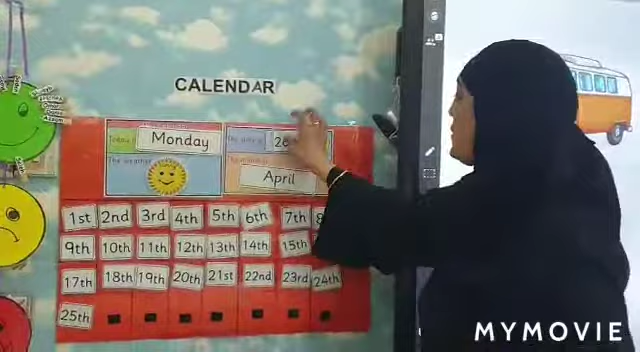 CALENDAR
Monday
The weather
April
1st 2nd 3rd 4th 5th 6th 7th
9th 10th 11th 12th 13th 14th 15th
17th 18th 19th 20th 21st 22nd 23rd 24th
25th
MYMOVIE